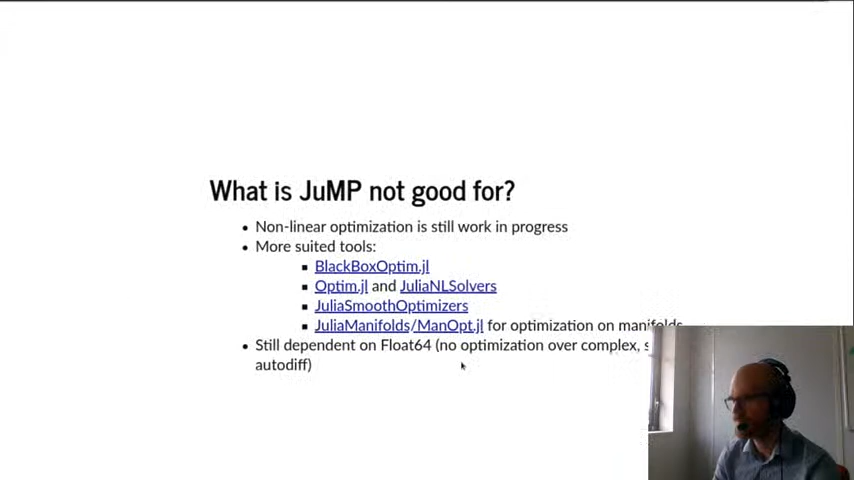 What is JuMP not good for?
• Non-linear optimization is still work in progress
• More suited tools:
▪ BlackBoxOptim.jl
▪ Optim.jl and JuliaNLSolvers
▪ JuliaSmoothOptimizers
▪ JuliaManifolds/ManOpt.jl for optimization on manifolds
• Still dependent on Float64 (no optimization over complex,
autodiff)